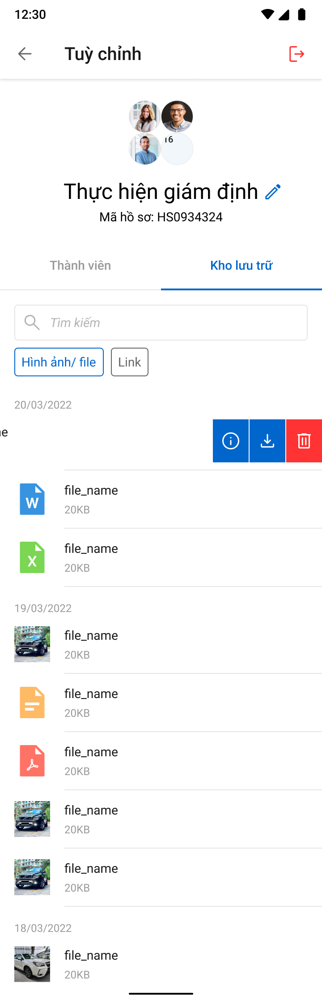 12:30
Tuỳ chỉnh
16
Thực hiện giám định
Mã hồ sơ: HS0934324
Thành viên
Kho lưu trữ
Tìm kiếm
Hình ảnh/ file
Link
20/03/2022
ne
W
file_name
20KB
X
file_name
20KB
19/03/2022
file_name
20KB
file_name
20KB
file_name
20KB
file_name
20KB
file_name
20KB
18/03/2022
file_name
20KB